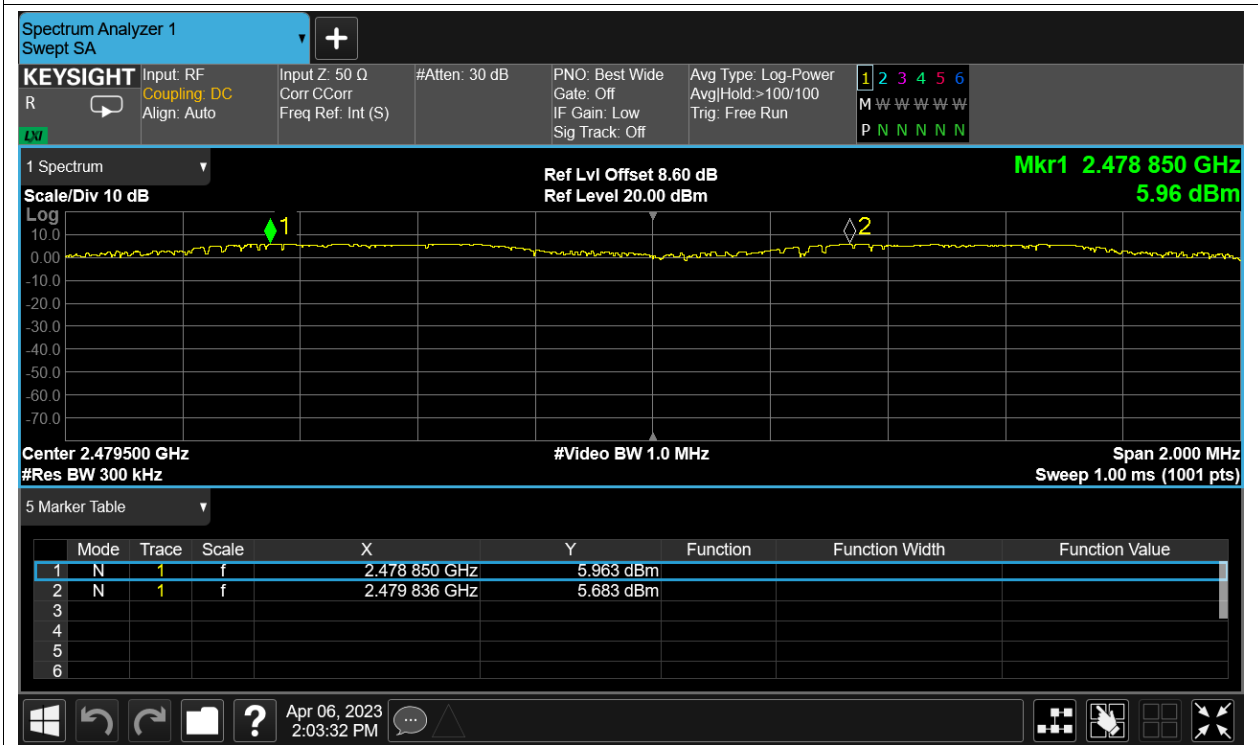 Spectrum Analyzer 1
Swept SA
KEYSIGHT Input: RF Input Z: 50 Ω #Atten: 30 dB PNO: Best Wide Avg Type: Log-Power 1 2 3 4 5 6
R Coupling: DC Corr CCorr Gate: Off Avg|Hold:>100/100 M W W W W W
Align: Auto Freq Ref: Int (S) IF Gain: Low Trig: Free Run
LXI Sig Track: Off P N N N N N
1 Spectrum Ref Lvl Offset 8.60 dB Mkr1 2.478 850 GHz
Scale/Div 10 dB Ref Level 20.00 dBm 5.96 dBm
Log
1 2
10.0
0.00
-10.0
-20.0
-30.0
-40.0
-50.0
-60.0
-70.0
Center 2.479500 GHz #Video BW 1.0 MHz Span 2.000 MHz
#Res BW 300 kHz Sweep 1.00 ms (1001 pts)
5 Marker Table
Mode Trace Scale X Y Function Function Width Function Value
1 N 1 f 2.478 850 GHz 5.963 dBm
2 N 1 f 2.479 836 GHz 5.683 dBm
3
4
5
6
? Apr 06, 2023
2:03:32 PM